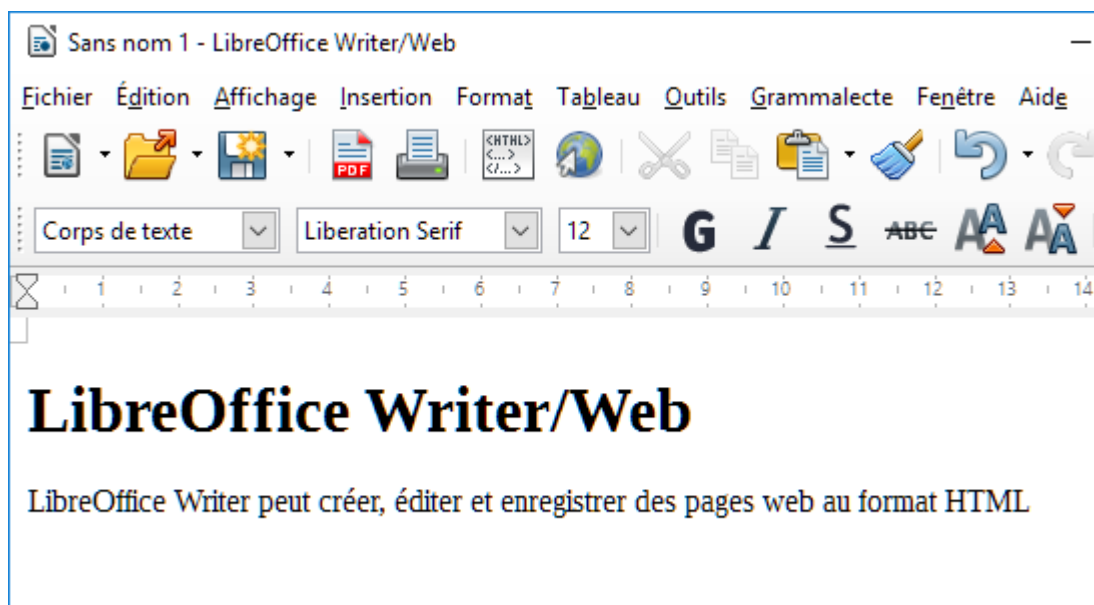 Sans nom 1 - LibreOffice Writer/Web
Fichier Édition Affichage Insertion Format Tableau Outils Grammalecte Fenêtre Aide
PDF <HTML> <...> </...>
Corps de texte Liberation Serif 12 G I S ABC AA AA
1 2 3 4 5 6 7 8 9 10 11 12 13 14
LibreOffice Writer/Web
LibreOffice Writer peut créer, éditer et enregistrer des pages web au format HTML